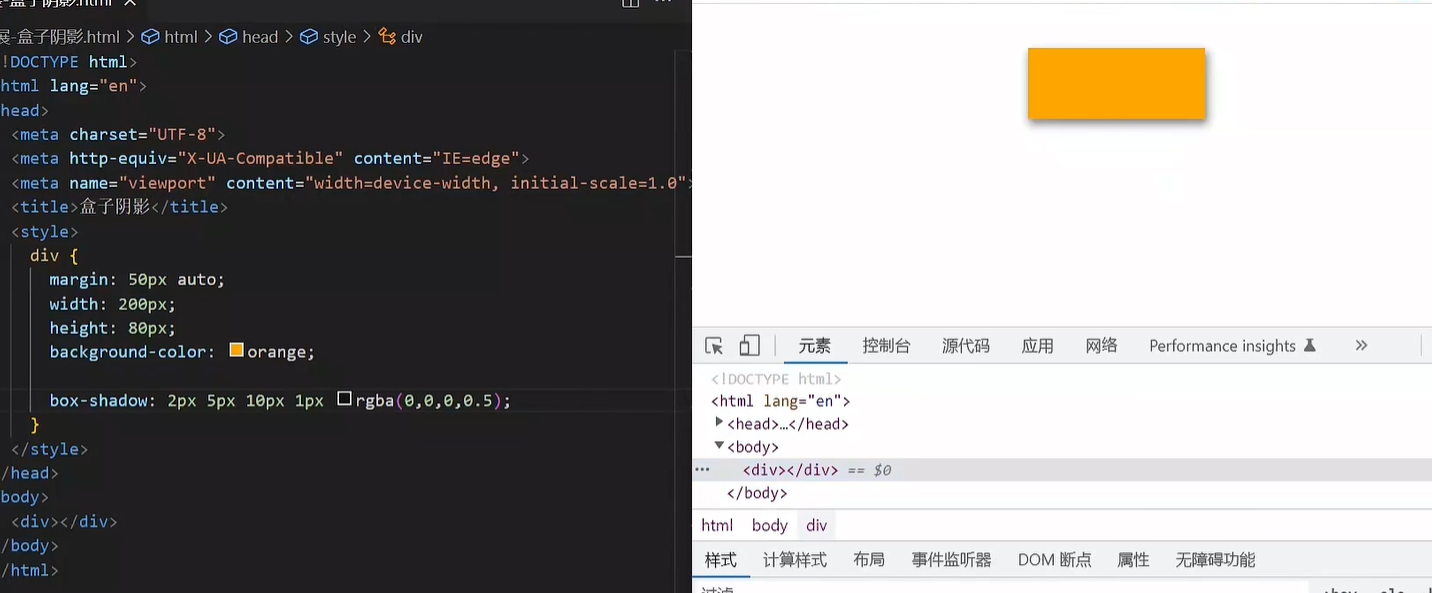 盒子阴影.html
展-盒子阴影.html > html > head > style > div
!DOCTYPE html>
html lang="en">
head>
<meta charset="UTF-8">
<meta http-equiv="X-UA-Compatible" content="IE=edge">
<meta name="viewport" content="width=device-width, initial-scale=1.0">
<title>盒子阴影</title>
<style>
div {
margin: 50px auto;
width: 200px;
height: 80px;
background-color: orange;
box-shadow: 2px 5px 10px 1px rgba(0,0,0,0.5);
}
</style>
/head>
body>
<div></div>
/body>
/html>
元素 控制台 源代码 应用 网络 Performance insights »
<!DOCTYPE html>
<html lang="en">
<head>…</head>
<body>
<div></div> == $0
</body>
html body div
样式 计算样式 布局 事件监听器 DOM 断点 属性 无障碍功能